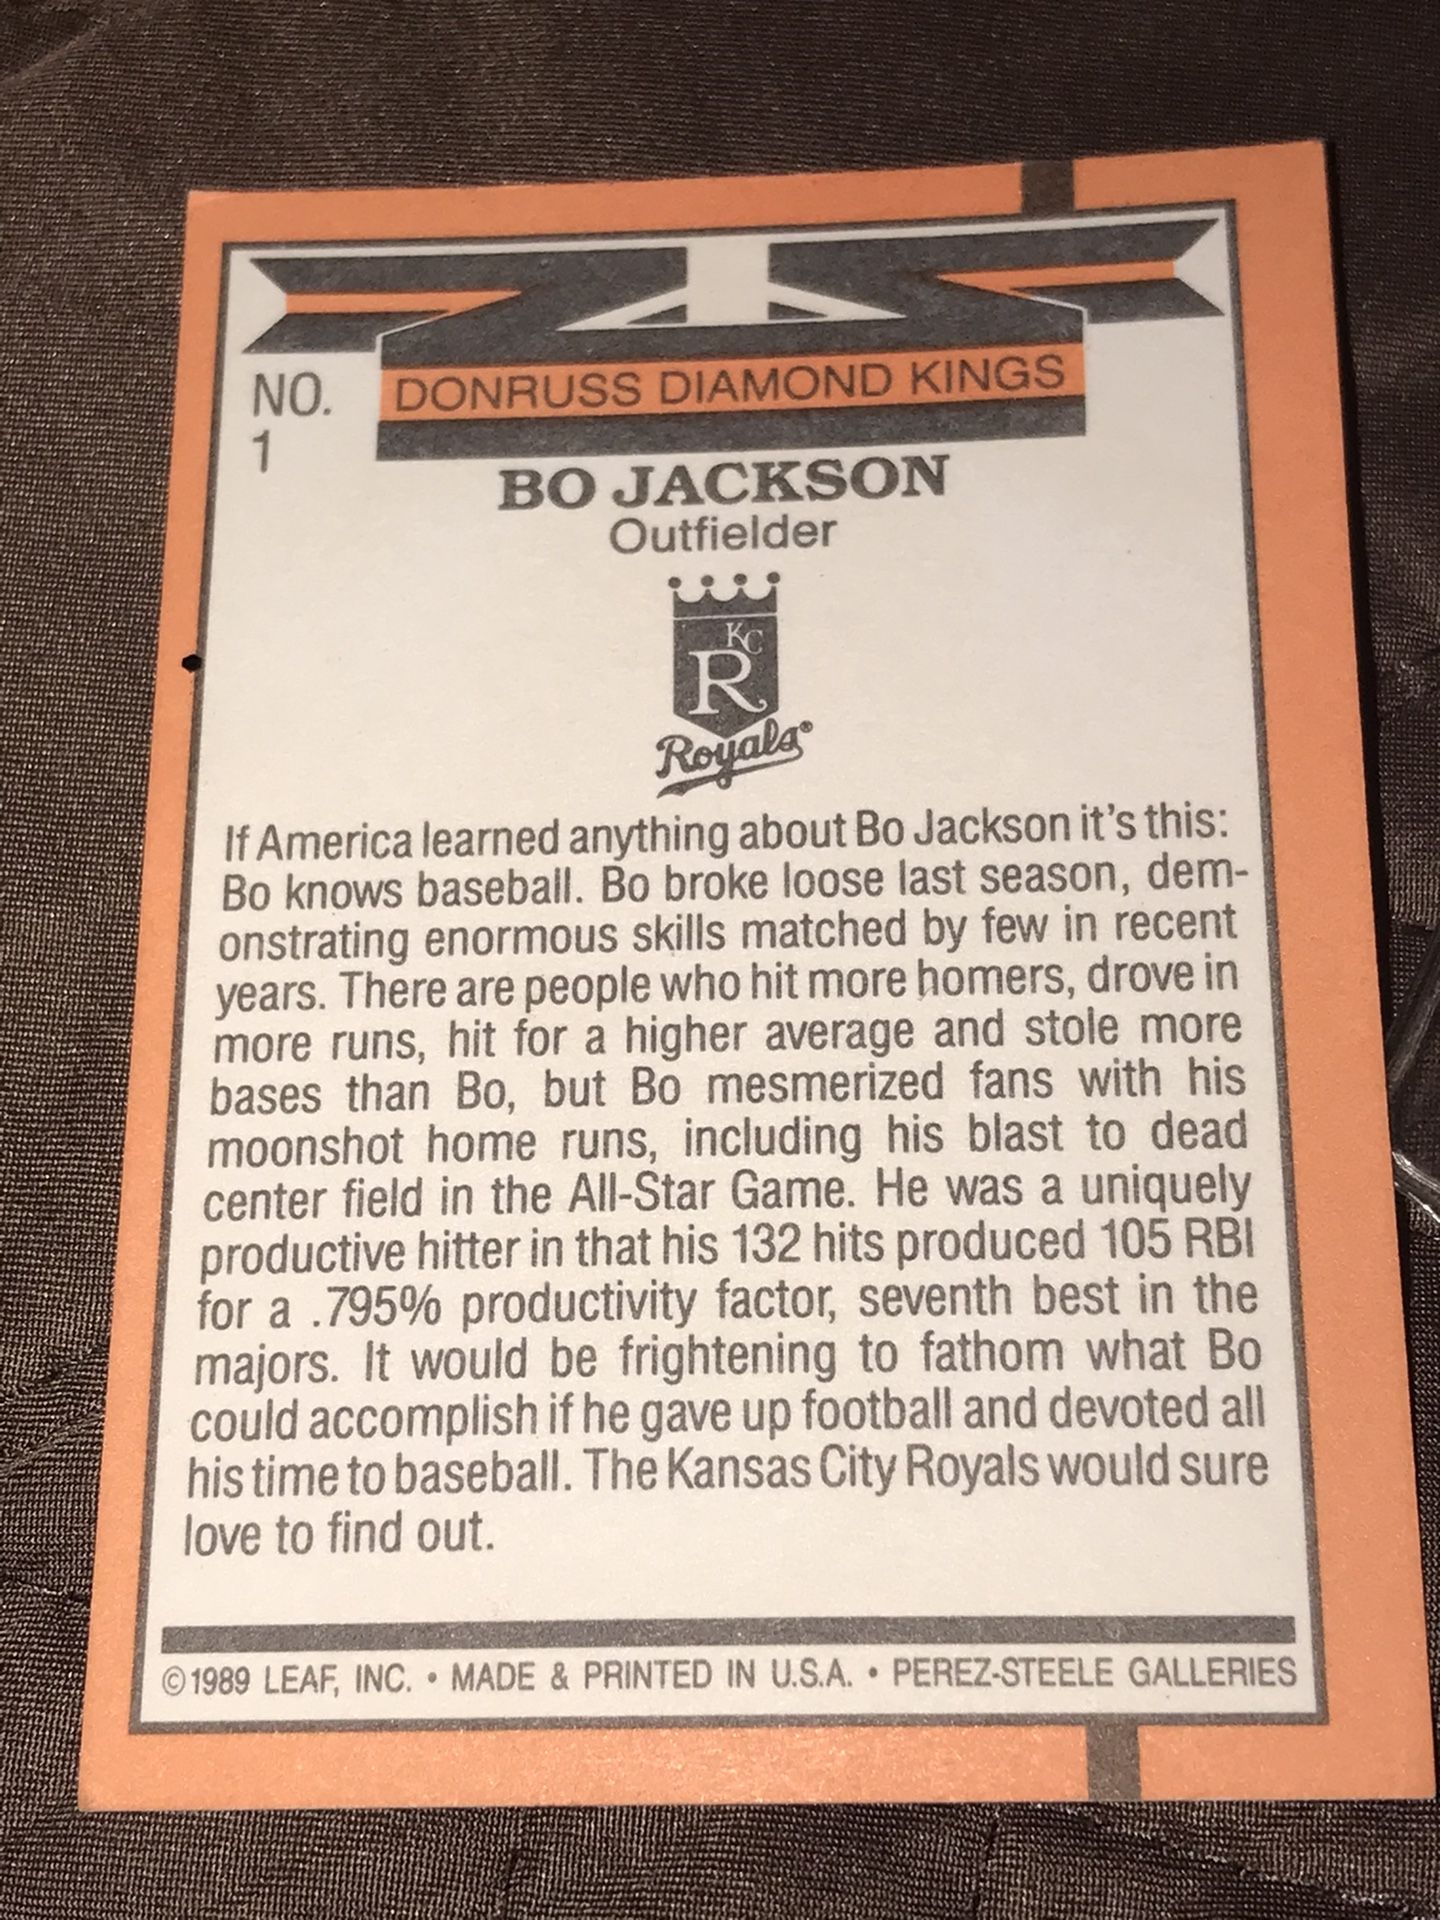 NO.
1
DONRUSS DIAMOND KINGS
BO JACKSON
Outfielder
KC
R
Royals®
If America learned anything about Bo Jackson it's this:
Bo knows baseball. Bo broke loose last season, dem-
onstrating enormous skills matched by few in recent
years. There are people who hit more homers, drove in
more runs, hit for a higher average and stole more
bases than Bo, but Bo mesmerized fans with his
moonshot home runs, including his blast to dead
center field in the All-Star Game. He was a uniquely
productive hitter in that his 132 hits produced 105 RBI
for a .795% productivity factor, seventh best in the
majors. It would be frightening to fathom what Bo
could accomplish if he gave up football and devoted all
his time to baseball. The Kansas City Royals would sure
love to find out.
©1989 LEAF, INC. • MADE & PRINTED IN U.S.A. • PEREZ-STEELE GALLERIES